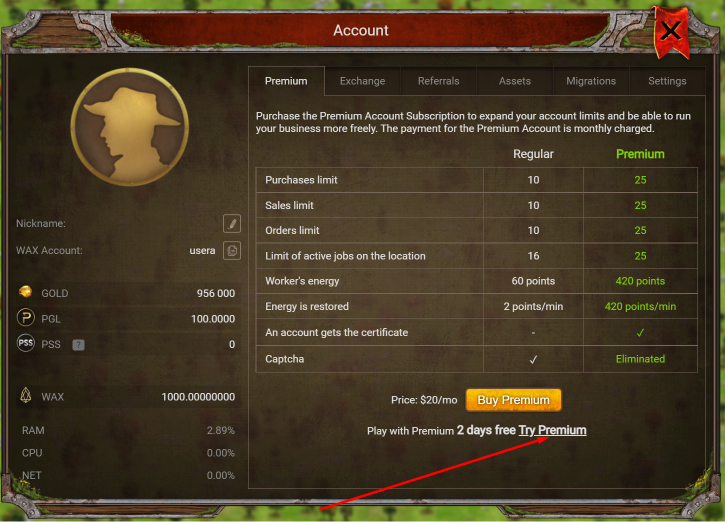 Account
Premium Exchange Referrals Assets Migrations Settings
Purchase the Premium Account Subscription to expand your account limits and be able to run
your business more freely. The payment for the Premium Account is monthly charged.
Regular Premium
Purchases limit 10 25
Sales limit 10 25
Orders limit 10 25
Limit of active jobs on the location 16 25
Worker's energy 60 points 420 points
Energy is restored 2 points/min 420 points/min
An account gets the certificate - ✓
Captcha ✓ Eliminated
Price: $20/mo Buy Premium
Play with Premium 2 days free Try Premium
Nickname:
WAX Account: usera
GOLD 956 000
PGL 100.0000
PSS PSS ? 0
WAX 1000.00000000
RAM 2.89%
CPU 0.00%
NET 0.00%